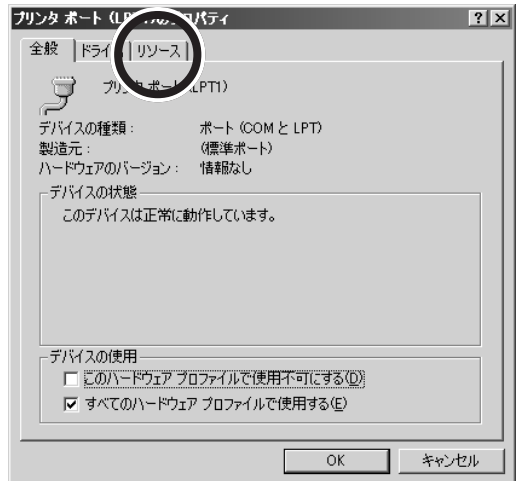 プリンタ ポート (LP
パティ
全般
ドライ
リソース
プリ
LPT1)
デバイスの種類:
ポート (COM と LPT)
製造元:
(標準ポート)
ハードウェアのバージョン:
情報なし
デバイスの状態
このデバイスは正常に動作しています。
デバイスの使用
このハードウェア プロファイルで使用不可にする(D)
すべてのハードウェア プロファイルで使用する(E)
OK
キャンセル